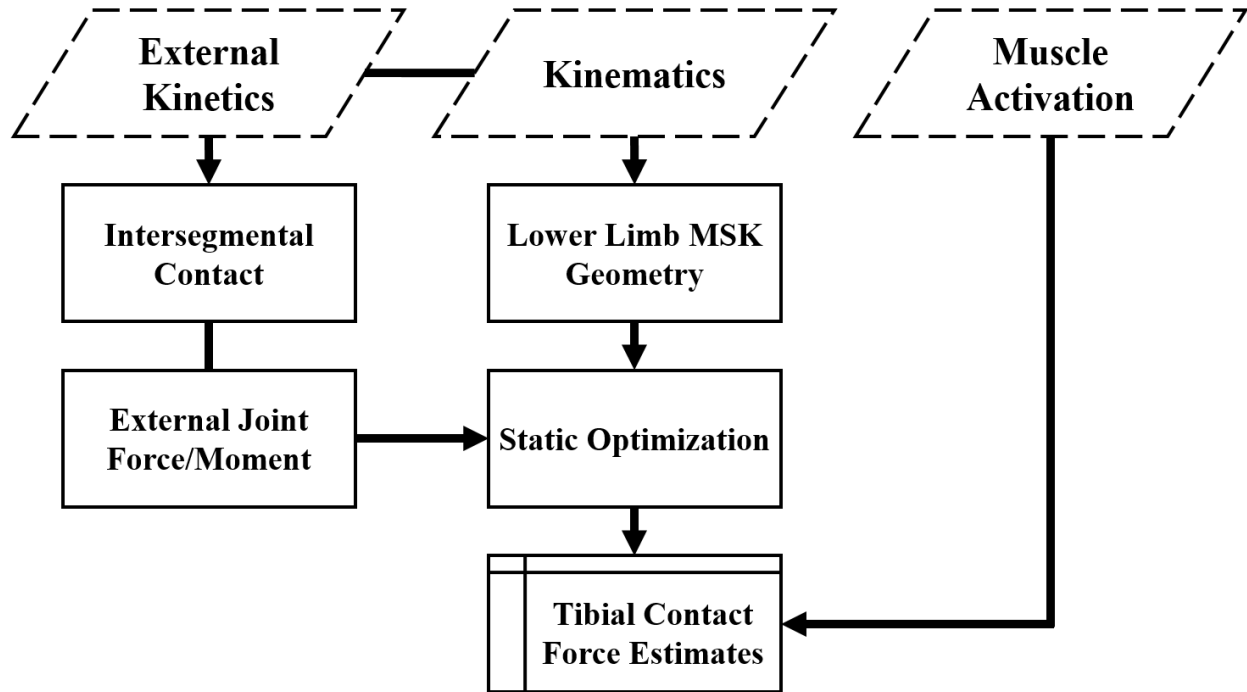 External
Kinetics
Kinematics
Muscle
Activation
Intersegmental
Contact
Lower Limb MSK
Geometry
External Joint
Force/Moment
Static Optimization
Tibial Contact
Force Estimates